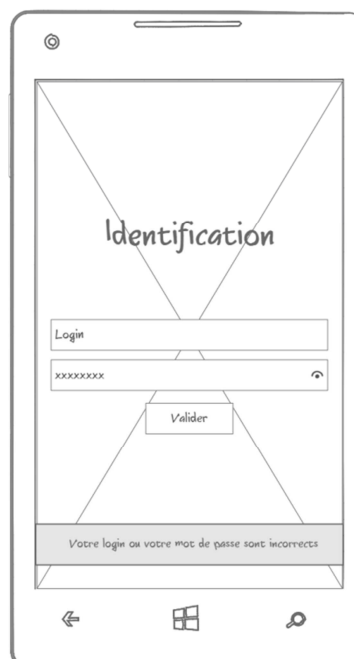 Identification
Login
xxxxxxxx
Valider
Votre login ou votre mot de passe sont incorrects